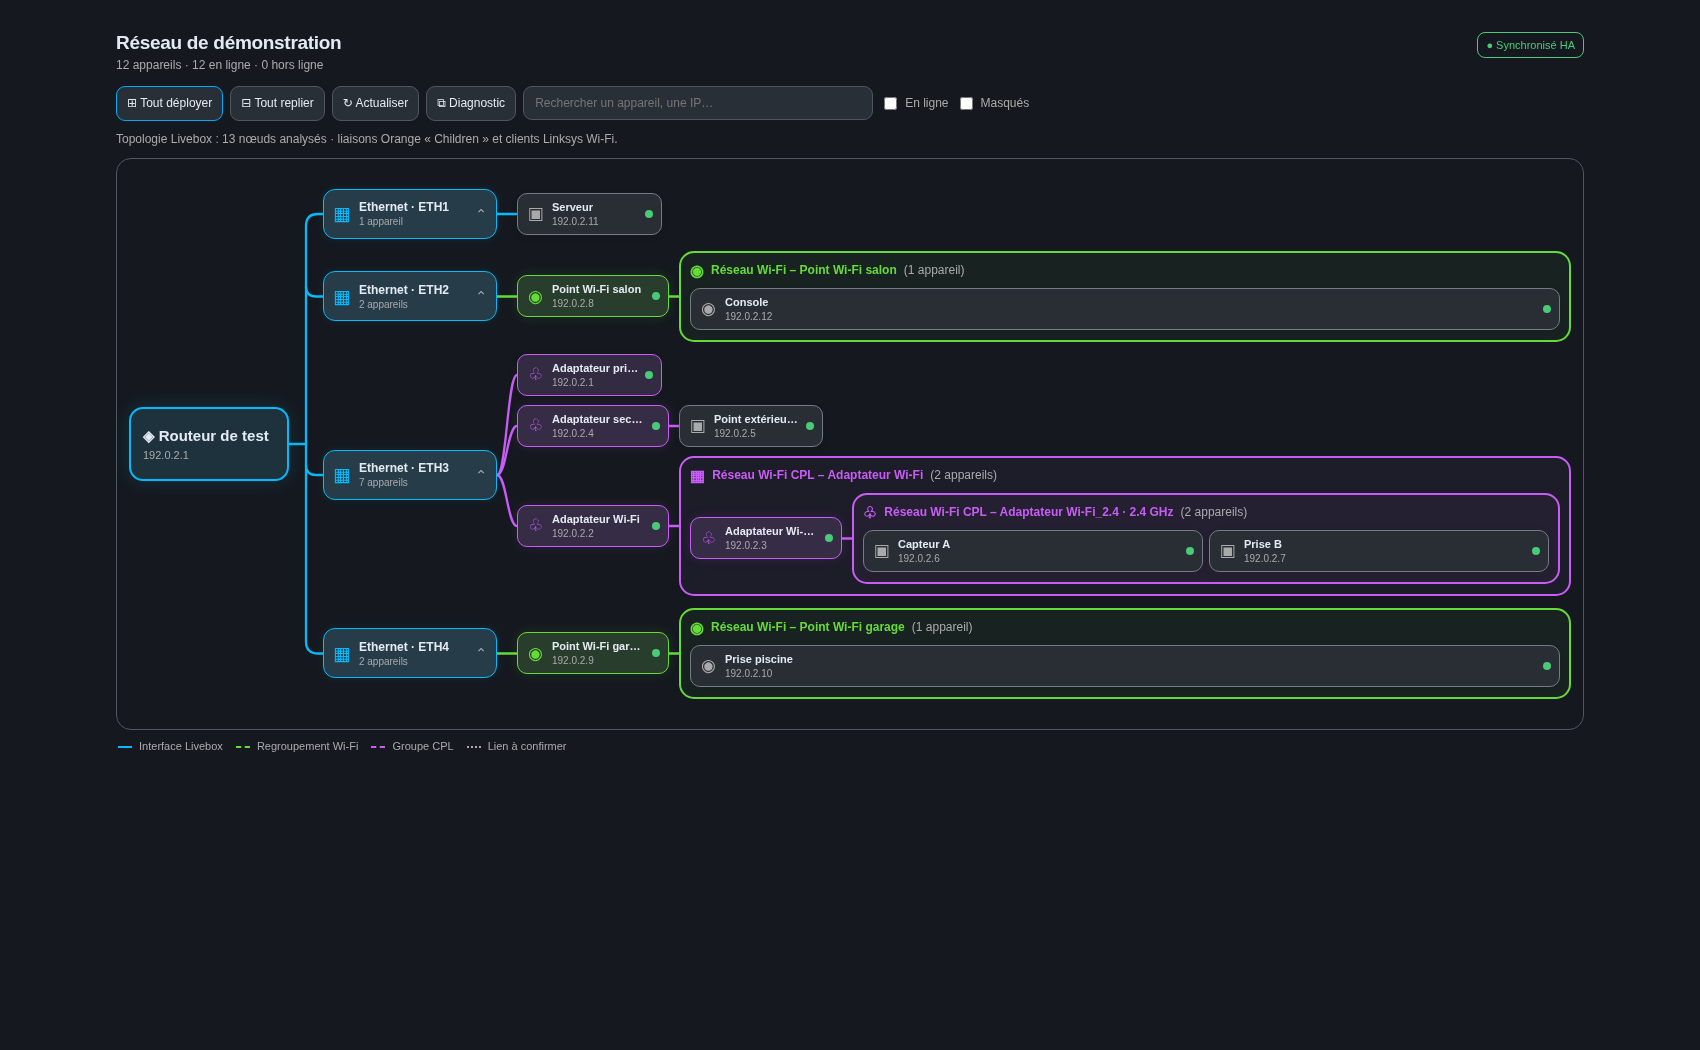 Réseau de démonstration
12 appareils · 12 en ligne · 0 hors ligne
● Synchronisé HA
⊞ Tout déployer
⊟ Tout replier
↻ Actualiser
⧉ Diagnostic
Rechercher un appareil, une IP…
En ligne
Masqués
Topologie Livebox : 13 nœuds analysés · liaisons Orange « Children » et clients Linksys Wi-Fi.
◈ Routeur de test
192.0.2.1
Ethernet · ETH1
1 appareil
Serveur
192.0.2.11
Ethernet · ETH2
2 appareils
Point Wi-Fi salon
192.0.2.8
Réseau Wi-Fi – Point Wi-Fi salon (1 appareil)
Console
192.0.2.12
Ethernet · ETH3
7 appareils
Adaptateur pri…
192.0.2.1
Adaptateur sec…
192.0.2.4
Point extérieu…
192.0.2.5
Adaptateur Wi-Fi
192.0.2.2
Réseau Wi-Fi CPL – Adaptateur Wi-Fi (2 appareils)
Adaptateur Wi-…
192.0.2.3
Réseau Wi-Fi CPL – Adaptateur Wi-Fi_2.4 · 2.4 GHz (2 appareils)
Capteur A
192.0.2.6
Prise B
192.0.2.7
Ethernet · ETH4
2 appareils
Point Wi-Fi gar…
192.0.2.9
Réseau Wi-Fi – Point Wi-Fi garage (1 appareil)
Prise piscine
192.0.2.10
Interface Livebox
Regroupement Wi-Fi
Groupe CPL
Lien à confirmer